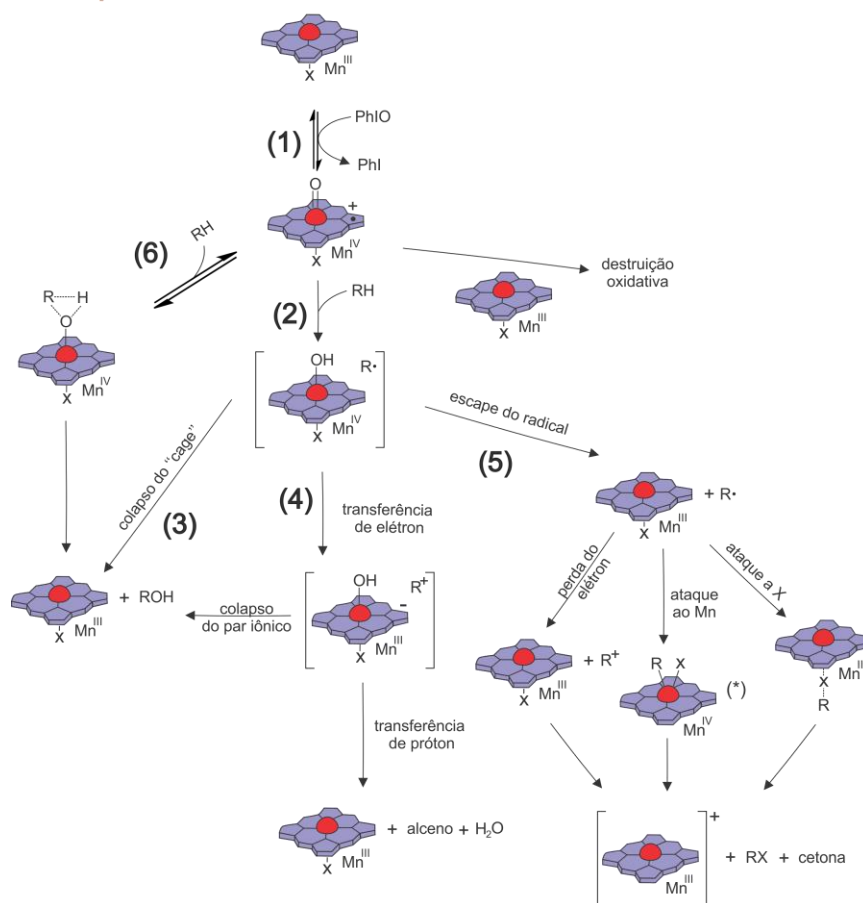 X Mn^III
(1)
PhIO
PhI
O
+
•
X Mn^IV
(6)
RH
destruição
oxidativa
X Mn^III
R H
O
X Mn^IV
(2)
RH
OH
R•
X Mn^IV
escape do radical
(5)
colapso do "cage"
(3)
(4)
transferência
de elétron
X Mn^III
+ R•
perda do
elétron
ataque
ao Mn
ataque a X
X Mn^III
+ ROH
colapso
do par iônico
OH
-
R^+
X Mn^III
X Mn^III
+ R^+
R X
(*)
Mn^IV
X Mn^II
R
transferência
de próton
X Mn^III
+ alceno + H₂O
+
Mn^III
+ RX + cetona